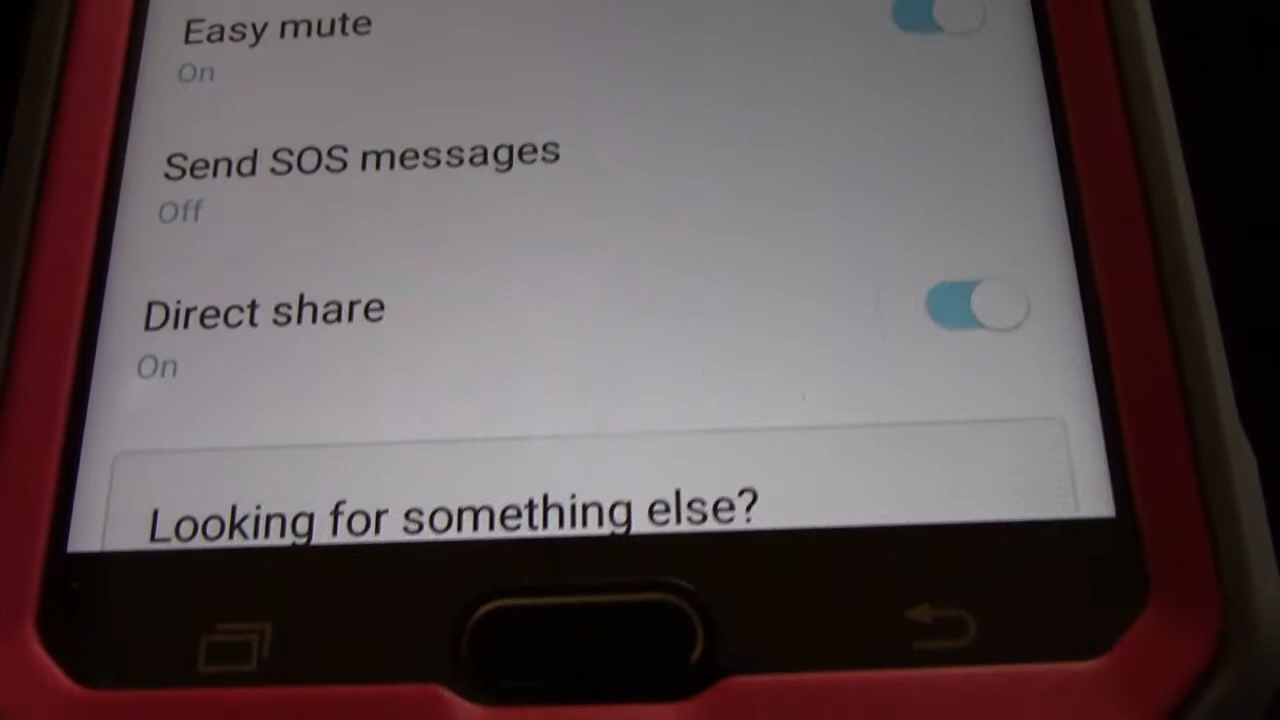 Easy mute
On
Send SOS messages
Off
Direct share
On
Looking for something else?